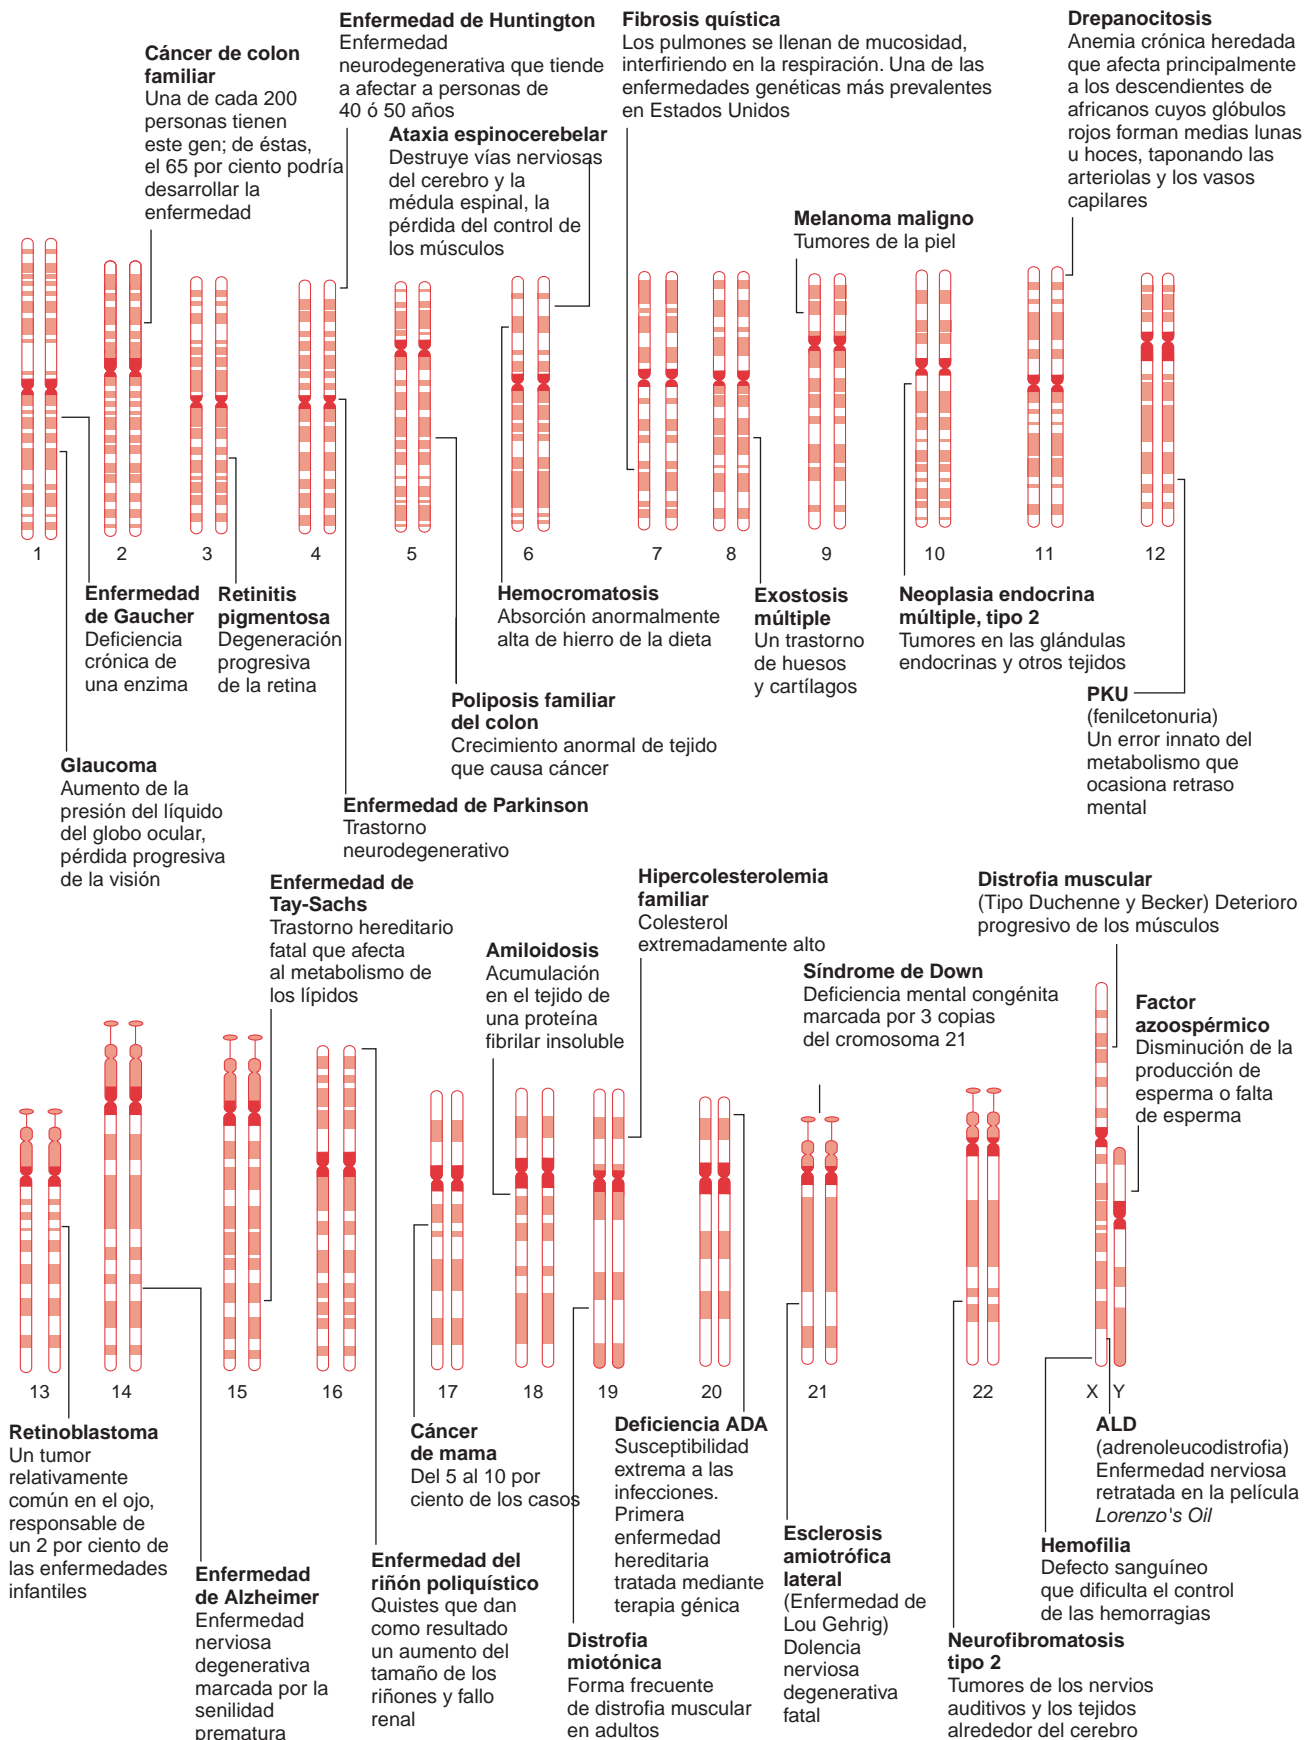 Enfermedad de Huntington
Enfermedad
neurodegenerativa que tiende
a afectar a personas de
40 ó 50 años
Fibrosis quística
Los pulmones se llenan de mucosidad,
interfiriendo en la respiración. Una de las
enfermedades genéticas más prevalentes
en Estados Unidos
Drepanocitosis
Anemia crónica heredada
que afecta principalmente
a los descendientes de
africanos cuyos glóbulos
rojos forman medias lunas
u hoces, taponando las
arteriolas y los vasos
capilares
Cáncer de colon
familiar
Una de cada 200
personas tienen
este gen; de éstas,
el 65 por ciento podría
desarrollar la
enfermedad
Ataxia espinocerebelar
Destruye vías nerviosas
del cerebro y la
médula espinal, la
pérdida del control de
los músculos
Melanoma maligno
Tumores de la piel
1
2
3
4
5
6
7
8
9
10
11
12
Enfermedad
de Gaucher
Deficiencia
crónica de
una enzima
Retinitis
pigmentosa
Degeneración
progresiva
de la retina
Hemocromatosis
Absorción anormalmente
alta de hierro de la dieta
Exostosis
múltiple
Un trastorno
de huesos
y cartílagos
Neoplasia endocrina
múltiple, tipo 2
Tumores en las glándulas
endocrinas y otros tejidos
Poliposis familiar
del colon
Crecimiento anormal de tejido
que causa cáncer
PKU
(fenilcetonuria)
Un error innato del
metabolismo que
ocasiona retraso
mental
Glaucoma
Aumento de la
presión del líquido
del globo ocular,
pérdida progresiva
de la visión
Enfermedad de Parkinson
Trastorno
neurodegenerativo
Enfermedad de
Tay-Sachs
Trastorno hereditario
fatal que afecta
al metabolismo de
los lípidos
Amiloidosis
Acumulación
en el tejido de
una proteína
fibrilar insoluble
Hipercolesterolemia
familiar
Colesterol
extremadamente alto
Síndrome de Down
Deficiencia mental congénita
marcada por 3 copias
del cromosoma 21
Distrofia muscular
(Tipo Duchenne y Becker) Deterioro
progresivo de los músculos
Factor
azoospérmico
Disminución de la
producción de
esperma o falta
de esperma
13
14
15
16
17
18
19
20
21
22
X
Y
Retinoblastoma
Un tumor
relativamente
común en el ojo,
responsable de
un 2 por ciento de
las enfermedades
infantiles
Enfermedad
de Alzheimer
Enfermedad
nerviosa
degenerativa
marcada por la
senilidad
prematura
Enfermedad del
riñón poliquístico
Quistes que dan
como resultado
un aumento del
tamaño de los
riñones y fallo
renal
Cáncer
de mama
Del 5 al 10 por
ciento de los casos
Distrofia
miotónica
Forma frecuente
de distrofia muscular
en adultos
Deficiencia ADA
Susceptibilidad
extrema a las
infecciones.
Primera
enfermedad
hereditaria
tratada mediante
terapia génica
Esclerosis
amiotrófica
lateral
(Enfermedad de
Lou Gehrig)
Dolencia
nerviosa
degenerativa
fatal
Neurofibromatosis
tipo 2
Tumores de los nervios
auditivos y los tejidos
alrededor del cerebro
ALD
(adrenoleucodistrofia)
Enfermedad nerviosa
retratada en la película
Lorenzo's Oil
Hemofilia
Defecto sanguíneo
que dificulta el control
de las hemorragias